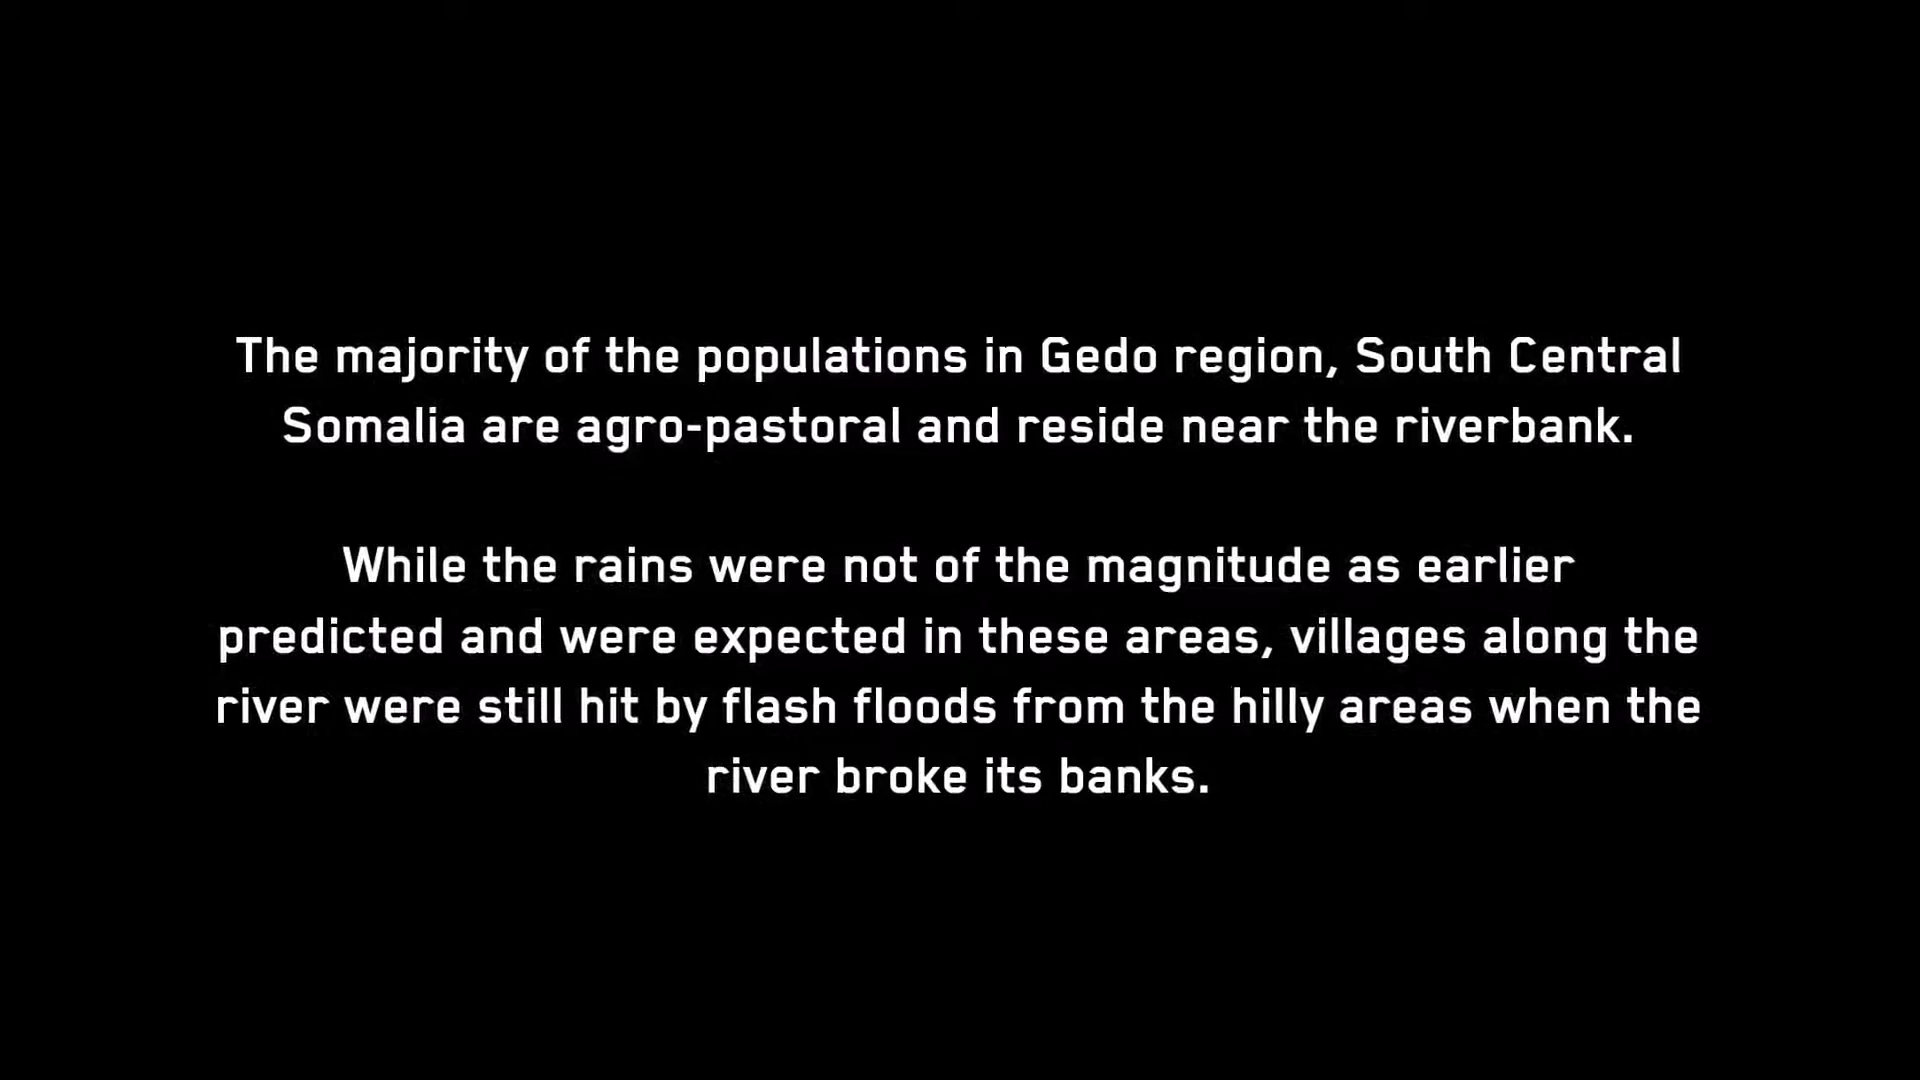 The majority of the populations in Gedo region, South Central
Somalia are agro-pastoral and reside near the riverbank.
While the rains were not of the magnitude as earlier
predicted and were expected in these areas, villages along the
river were still hit by flash floods from the hilly areas when the
river broke its banks.